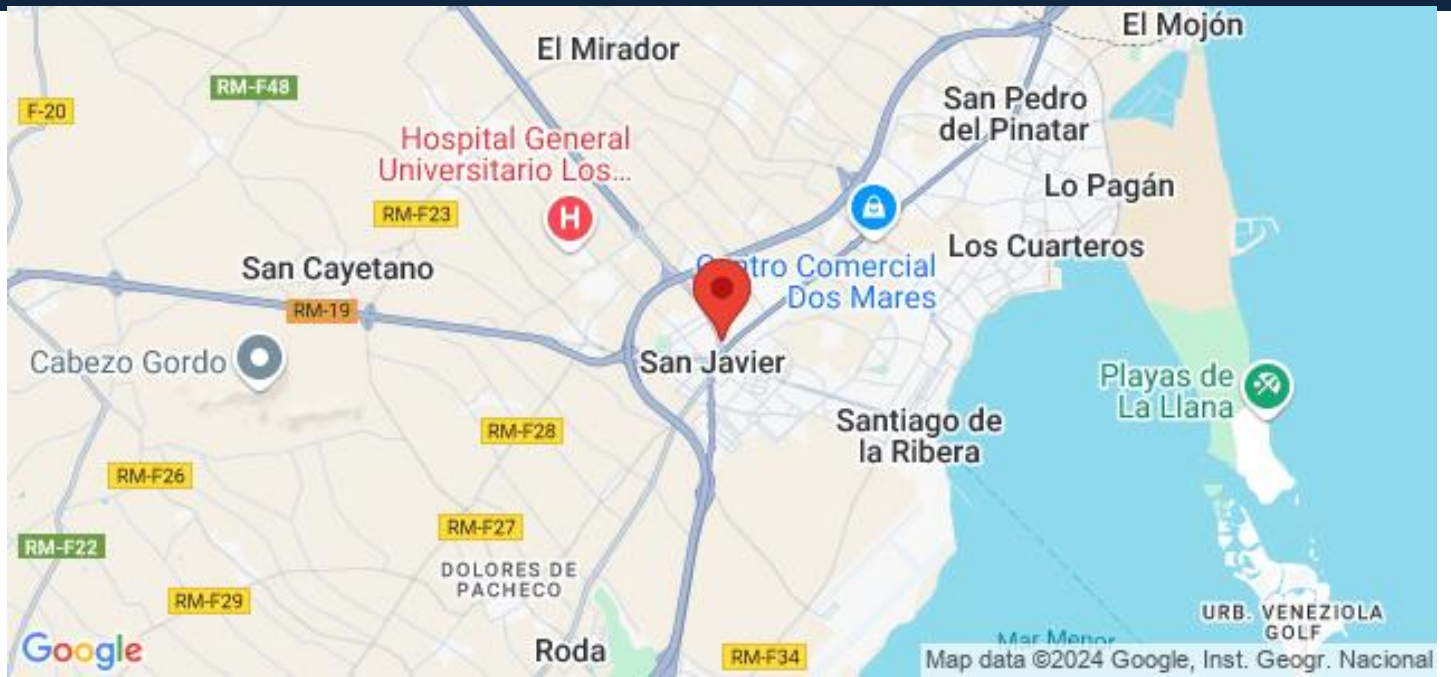 El Mojón
El Mirador
RM-F48
F-20
San Pedro
del Pinatar
Hospital General
Universitario Los...
H
Lo Pagán
RM-F23
Los Cuarteros
San Cayetano
Centro Comercial
Dos Mares
RM-19
Cabezo Gordo
San Javier
Playas de
La Llana
Santiago de
la Ribera
RM-F28
RM-F26
RM-F27
RM-F22
DOLORES DE
PACHECO
RM-F29
URB. VENEZIOLA
GOLF
Google
Roda
RM-F34
Mar Menor
Map data ©2024 Google, Inst. Geogr. Nacional